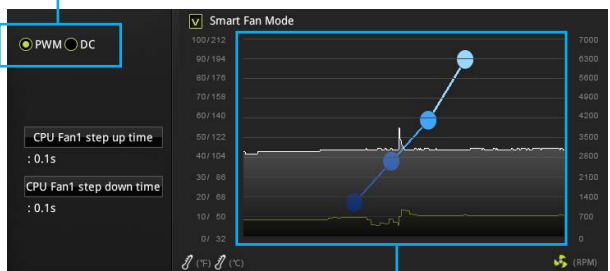 V Smart Fan Mode
PWM DC
100/212 7000
90/194 6300
80/176 5600
70/158 4900
60/140 4200
50/122 3500
40/104 2800
30/ 86 2100
20/ 68 1400
10/ 50 700
0/ 32 0
CPU Fan1 step up time
: 0.1s
CPU Fan1 step down time
: 0.1s
(°F) (°C) (RPM)